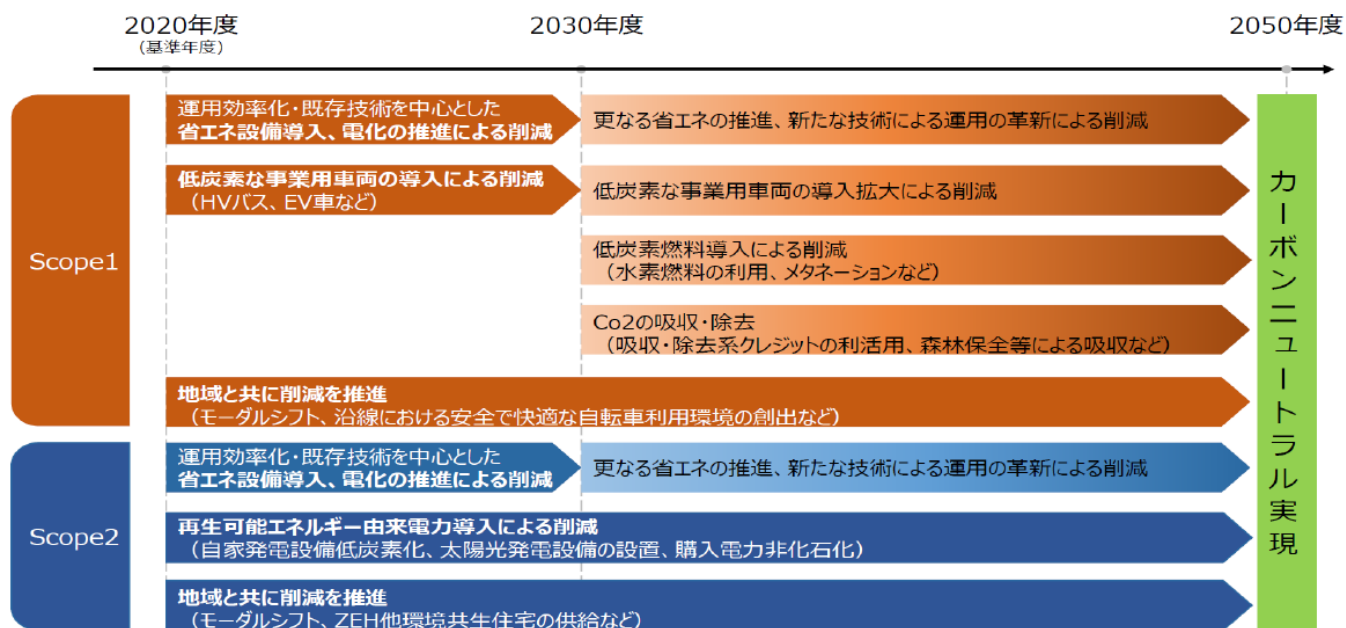 2020年度
(基準年度)
2030年度
2050年度
Scope1
運用効率化・既存技術を中心とした
省エネ設備導入、電化の推進による削減
更なる省エネの推進、新たな技術による運用の革新による削減
低炭素な事業用車両の導入による削減
（HVバス、EV車など）
低炭素な事業用車両の導入拡大による削減
低炭素燃料導入による削減
（水素燃料の利用、メタネーションなど）
Co2の吸収・除去
（吸収・除去系クレジットの利活用、森林保全等による吸収など）
地域と共に削減を推進
（モーダルシフト、沿線における安全で快適な自転車利用環境の創出など）
Scope2
運用効率化・既存技術を中心とした
省エネ設備導入、電化の推進による削減
更なる省エネの推進、新たな技術による運用の革新による削減
再生可能エネルギー由来電力導入による削減
（自家発電設備低炭素化、太陽光発電設備の設置、購入電力非化石化）
地域と共に削減を推進
（モーダルシフト、ZEH他環境共生住宅の供給など）
カーボンニュートラル実現